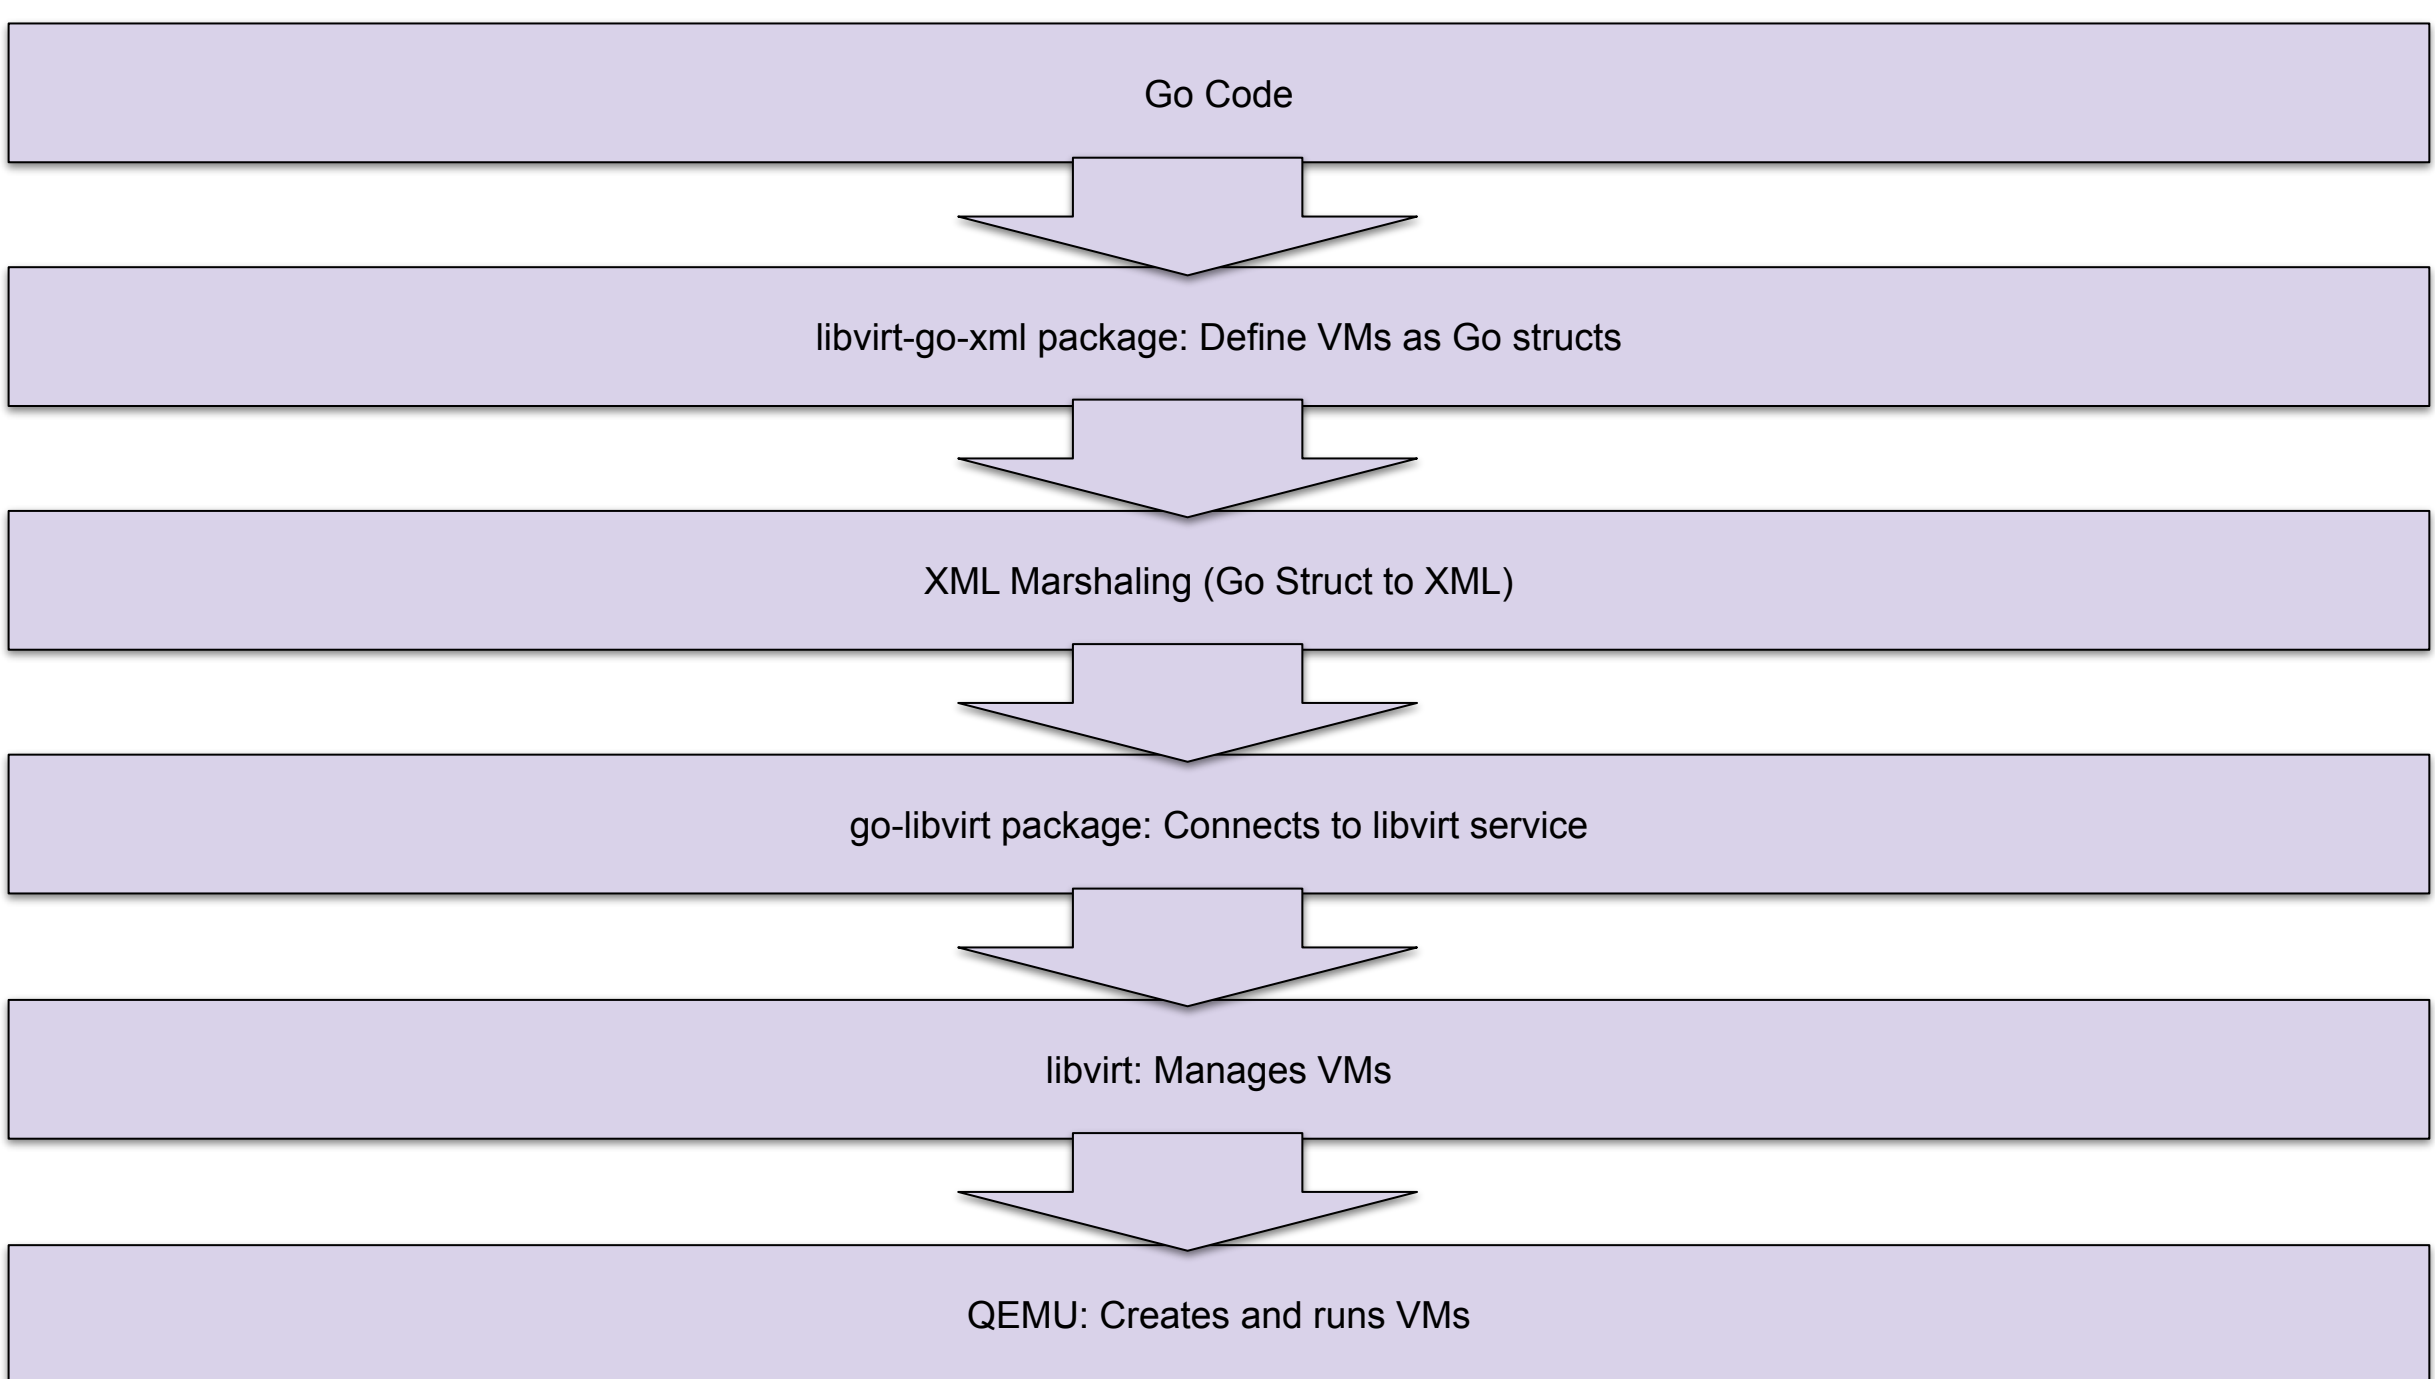 Go Code
libvirt-go-xml package: Define VMs as Go structs
XML Marshaling (Go Struct to XML)
go-libvirt package: Connects to libvirt service
libvirt: Manages VMs
QEMU: Creates and runs VMs